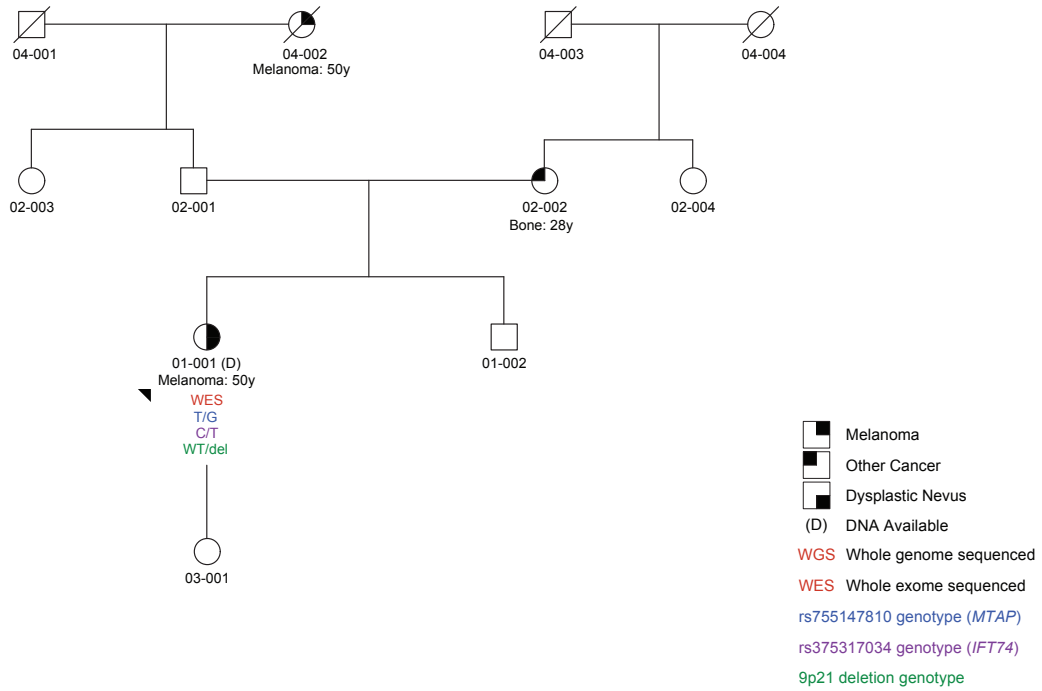 04-001
04-002
Melanoma: 50y
04-003
04-004
02-003
02-001
02-002
Bone: 28y
02-004
01-001 (D)
Melanoma: 50y
WES
T/G
C/T
WT/del
01-002
03-001
Melanoma
Other Cancer
Dysplastic Nevus
(D) DNA Available
WGS Whole genome sequenced
WES Whole exome sequenced
rs755147810 genotype (MTAP)
rs375317034 genotype (IFT74)
9p21 deletion genotype